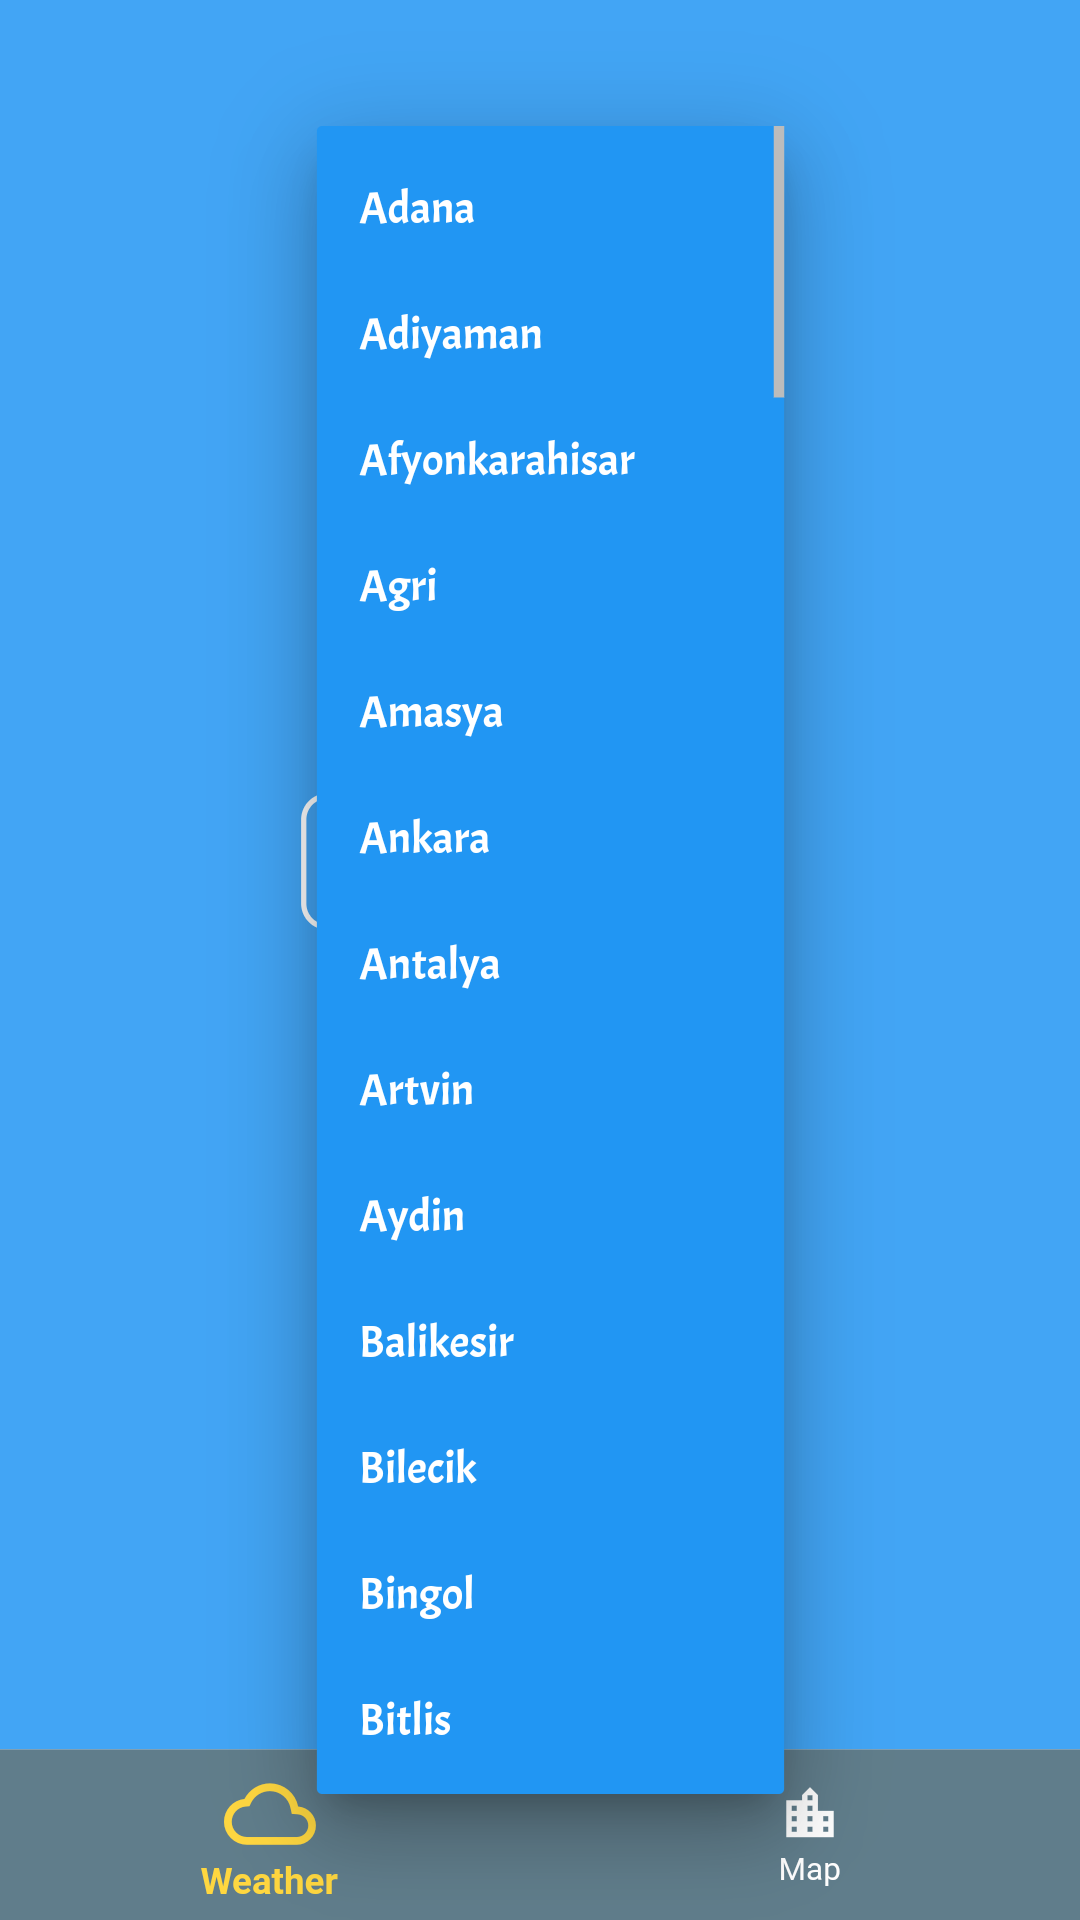 Adana
Adiyaman
Afyonkarahisar
Agri
Amasya
Ankara
Antalya
Artvin
Aydin
Balikesir
Bilecik
Bingol
Bitlis
Weather
Map